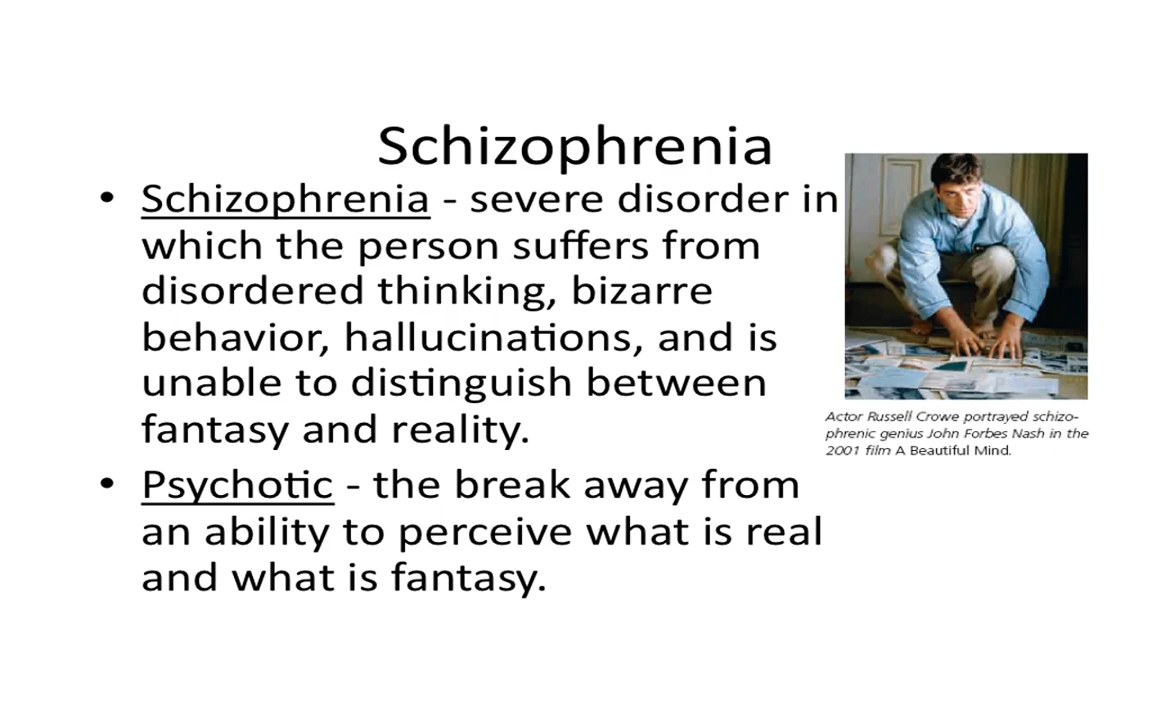 Schizophrenia
• Schizophrenia - severe disorder in
which the person suffers from
disordered thinking, bizarre
behavior, hallucinations, and is
unable to distinguish between
fantasy and reality.
• Psychotic - the break away from
an ability to perceive what is real
and what is fantasy.
Actor Russell Crowe portrayed schizo-
phrenic genius John Forbes Nash in the
2001 film A Beautiful Mind.